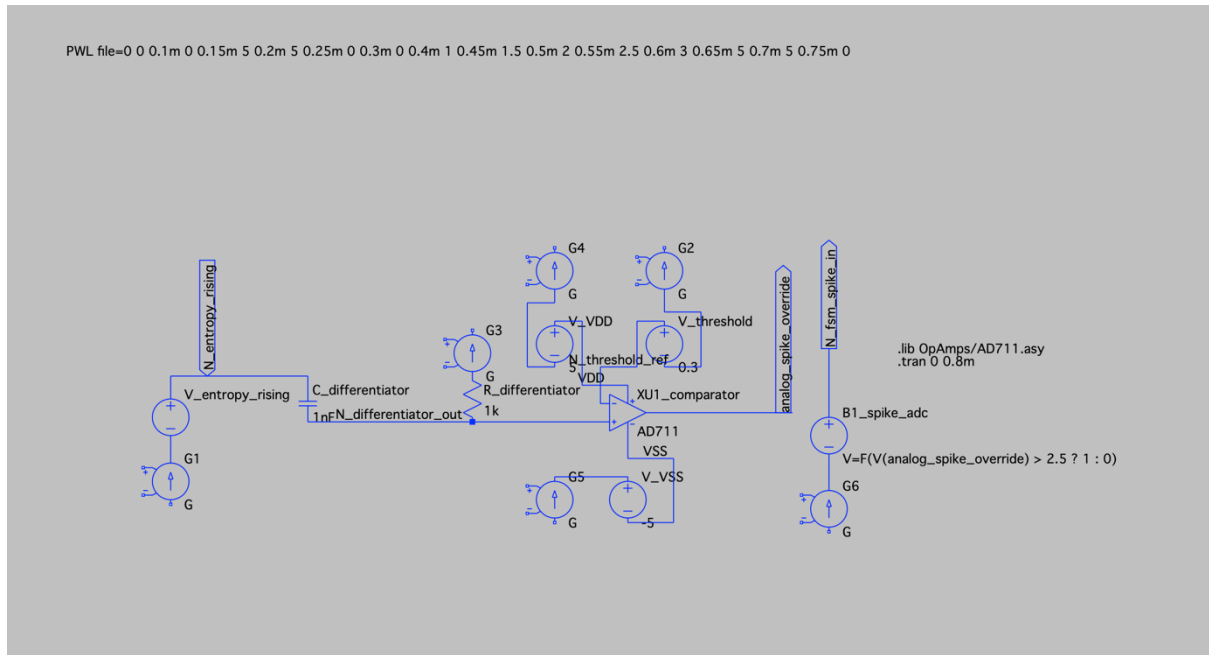 PWL file=0 0 0.1m 0 0.15m 5 0.2m 5 0.25m 0 0.3m 0 0.4m 1 0.45m 1.5 0.5m 2 0.55m 2.5 0.6m 3 0.65m 5 0.7m 5 0.75m 0
G4
G2
G
G
N_entropy_rising
analog_spike_override
N_fsm_spike_in
V_VDD
V_threshold
G3
N_threshold_ref
5
0.3
.lib OpAmps/AD711.asy
.tran 0 0.8m
G
VDD
V_entropy_rising
C_differentiator
R_differentiator
XU1_comparator
1nF
N_differentiator_out
1k
B1_spike_adc
AD711
VSS
G1
V=F(V(analog_spike_override) > 2.5 ? 1 : 0)
G5
V_VSS
G6
G
G
-5
G